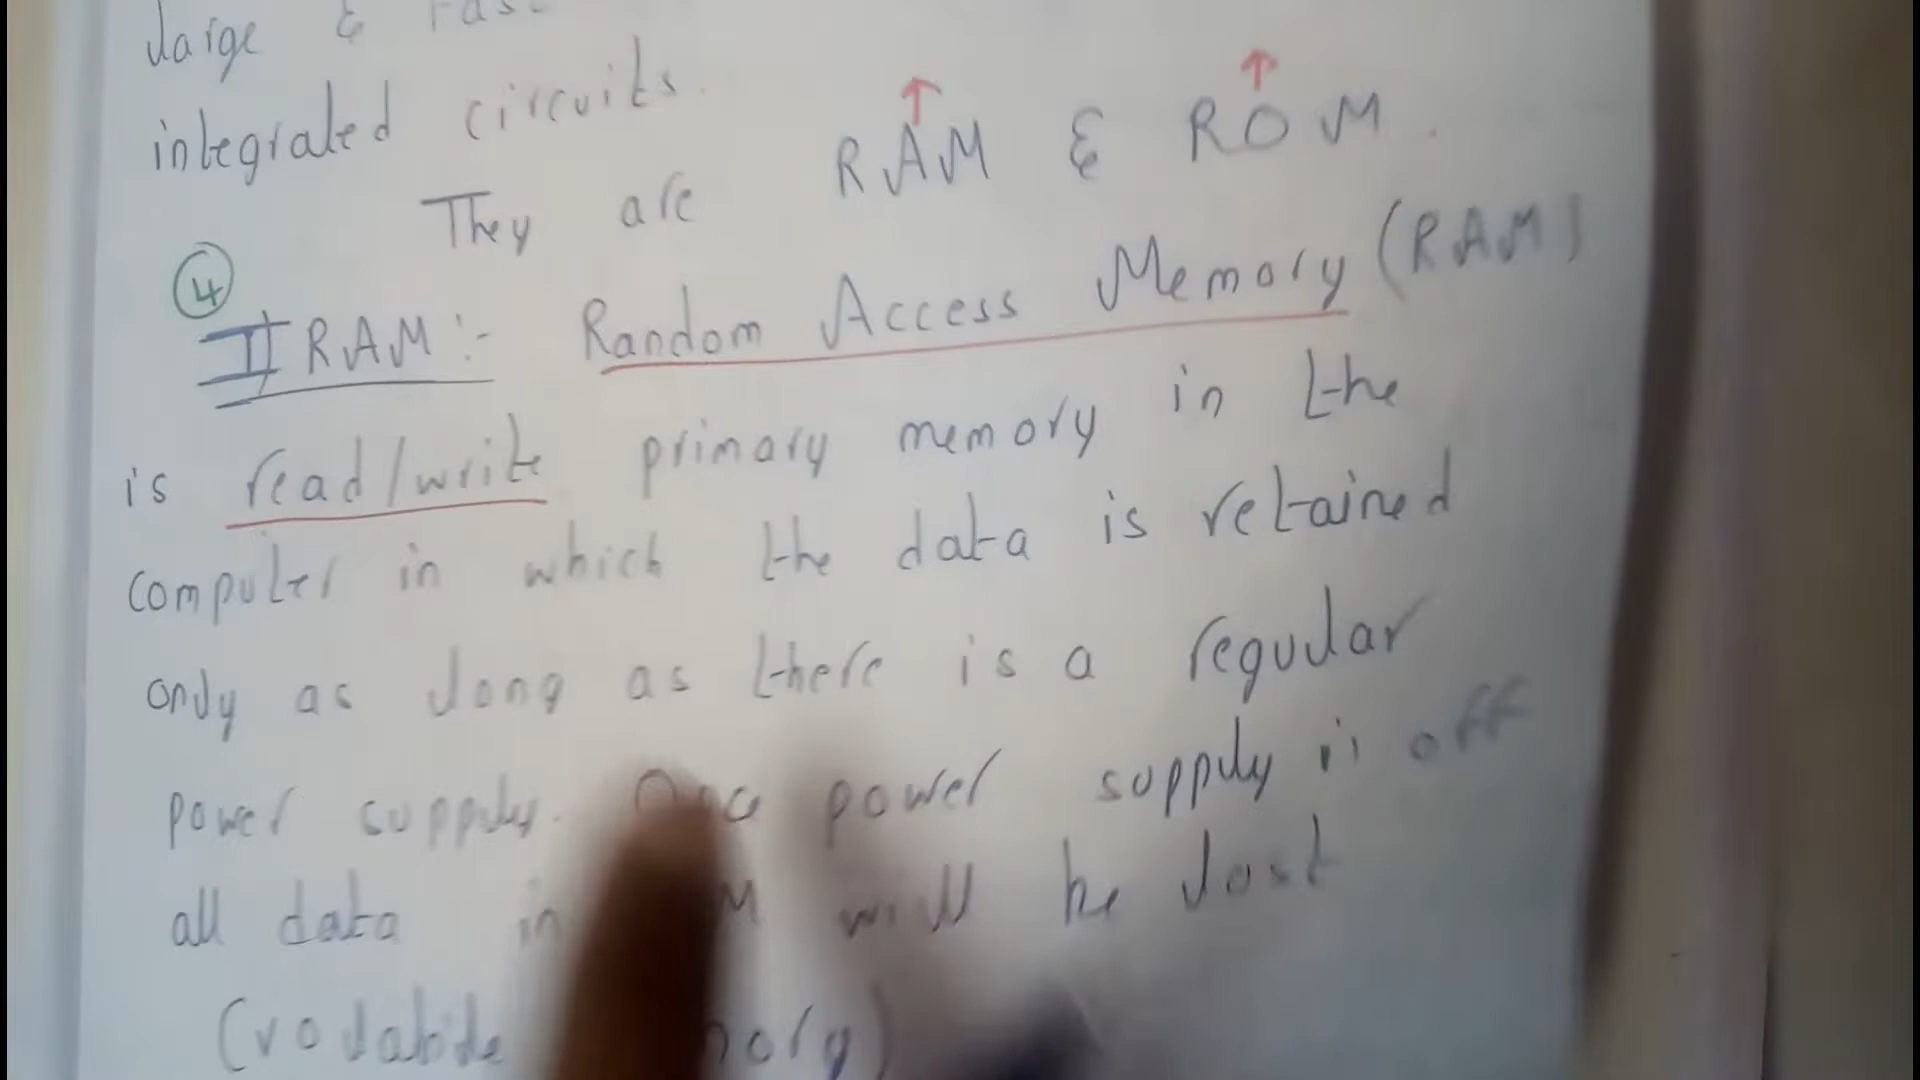 large &
integrated circuits.
They are RAM & ROM.
4
I RAM:- Random Access Memory (RAM)
is read/write primary memory in the
computer in which the data is retained
only as long as there is a regular
power supply. power supply is off
all data in will be lost
(volatile